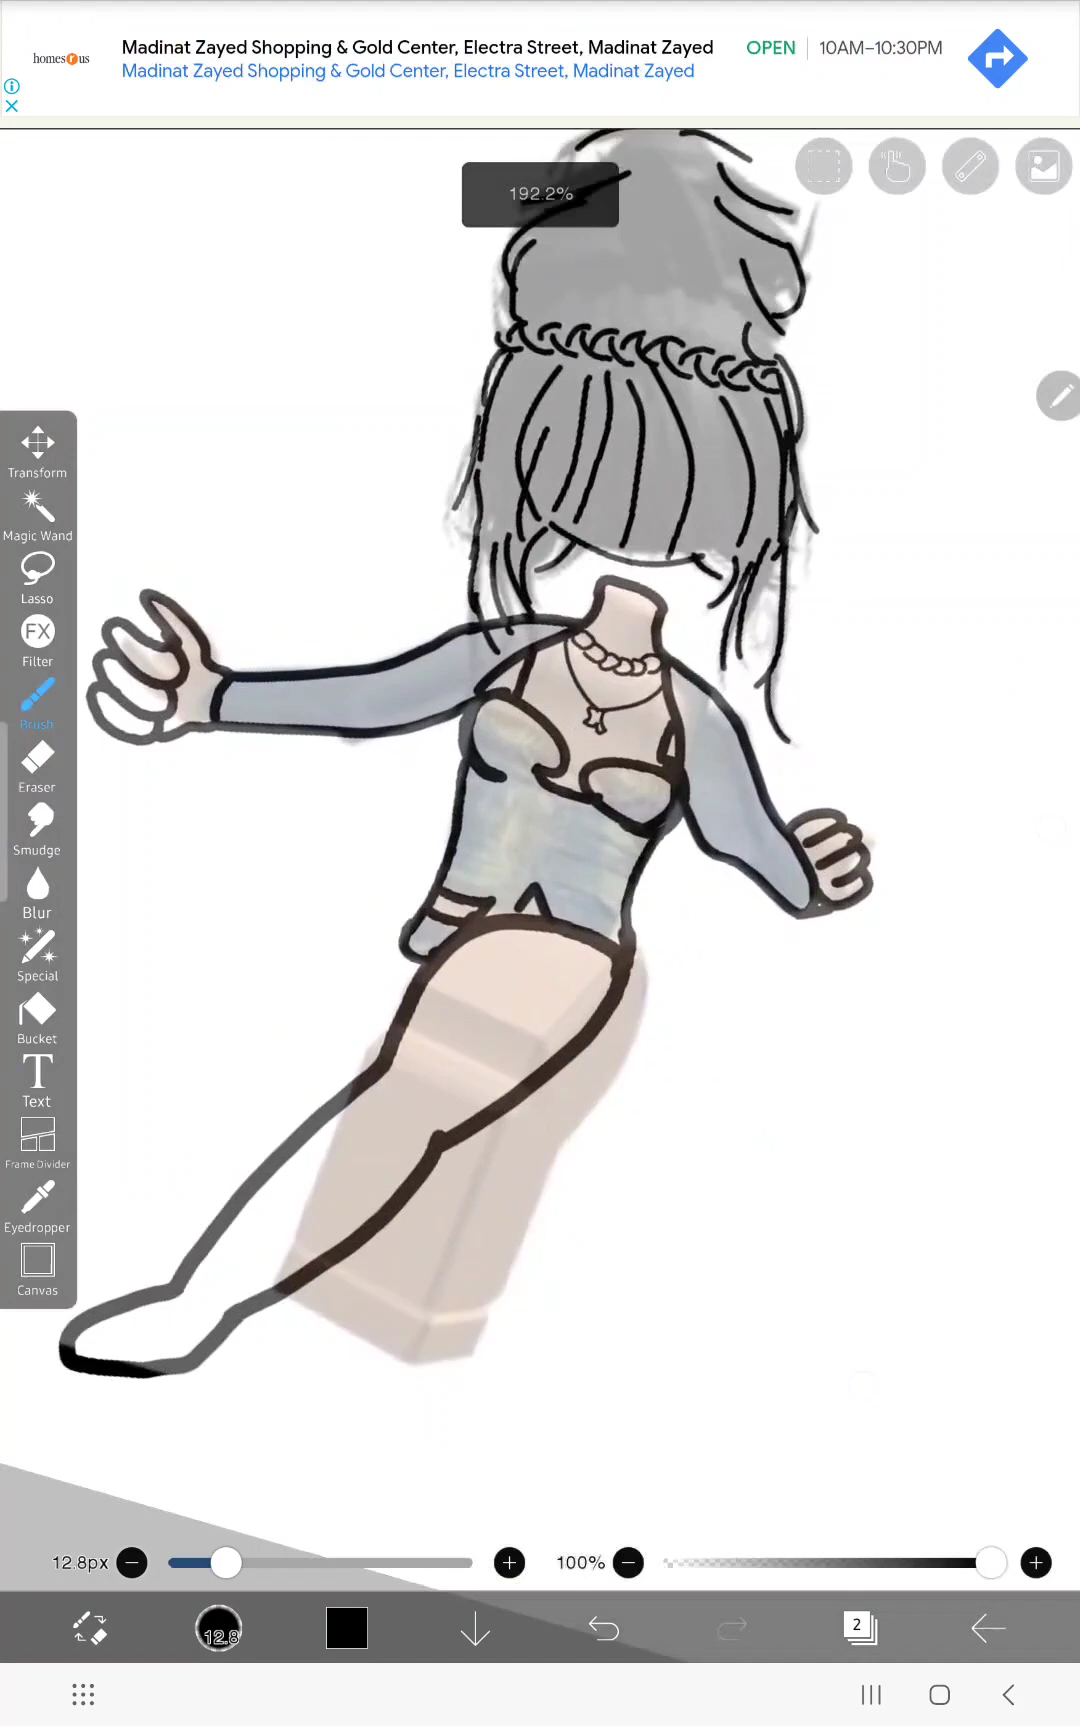 homesrus
Madinat Zayed Shopping & Gold Center, Electra Street, Madinat Zayed
Madinat Zayed Shopping & Gold Center, Electra Street, Madinat Zayed
OPEN
10AM–10:30PM
192.2%
Transform
Magic Wand
Lasso
FX
Filter
Brush
Eraser
Smudge
Blur
Special
Bucket
T
Text
Frame Divider
Eyedropper
Canvas
12.8px
100%
12.8
2